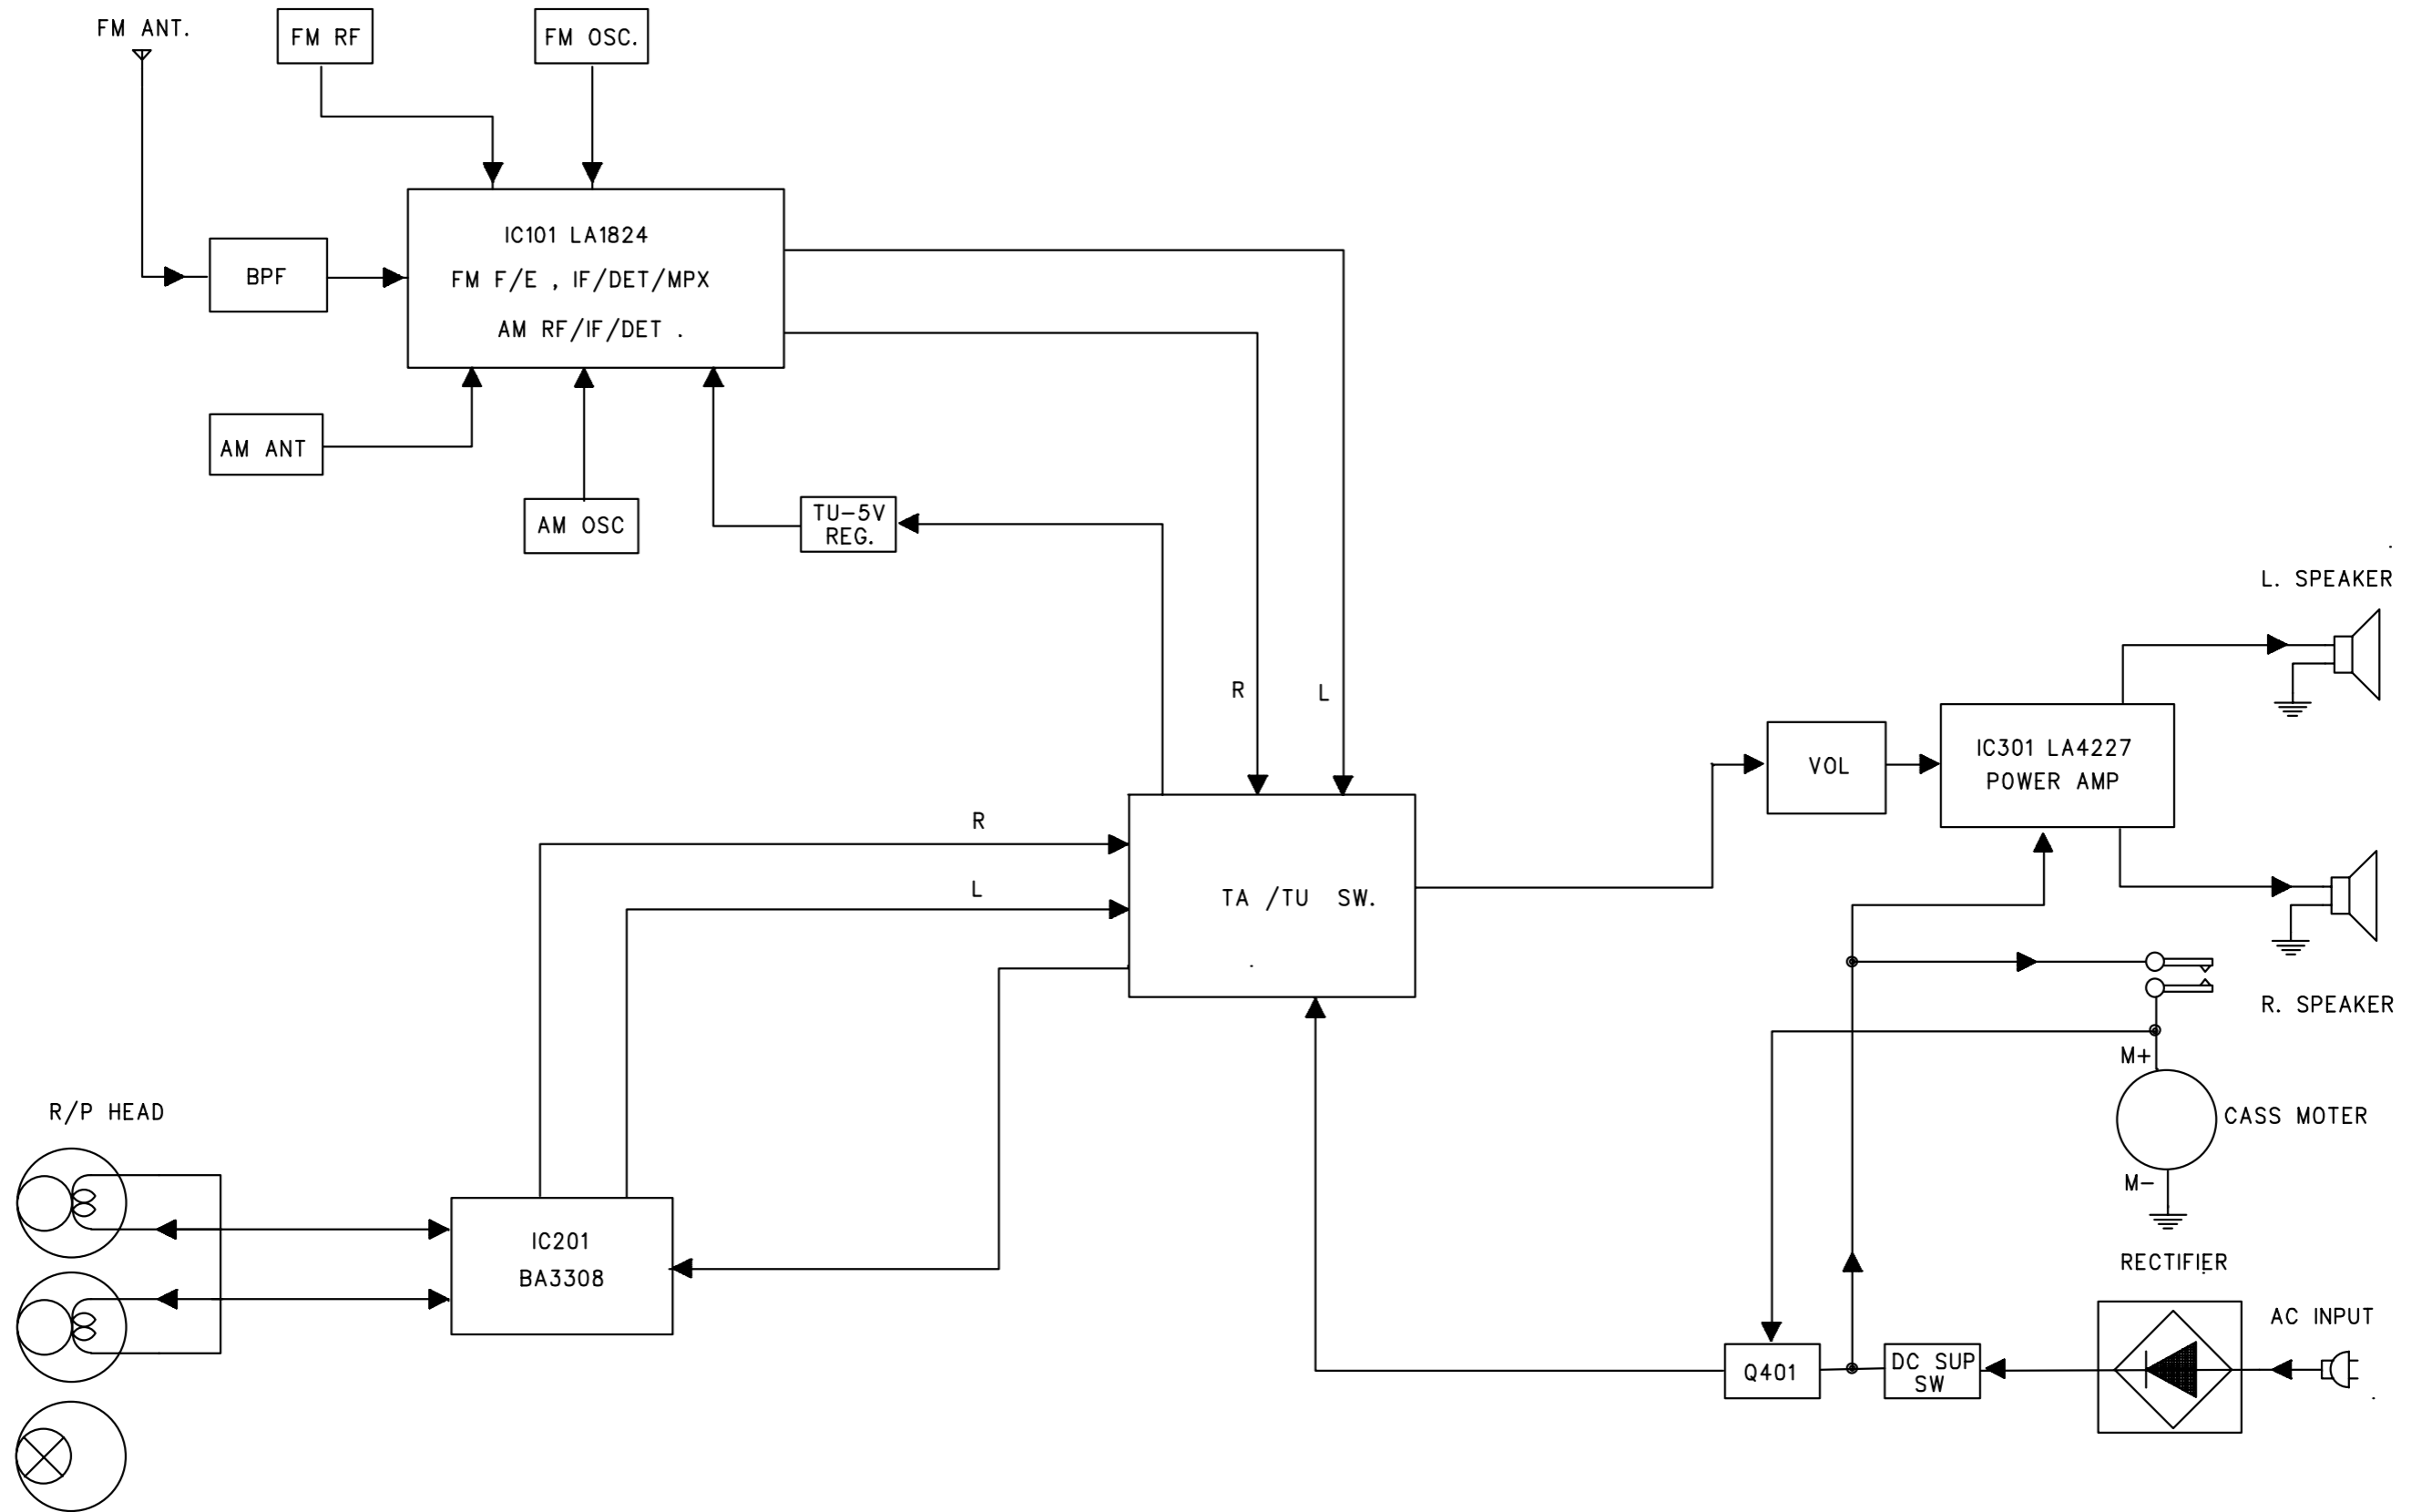 FM ANT.
FM RF
FM OSC.
IC101 LA1824
FM F/E , IF/DET/MPX
AM RF/IF/DET .
BPF
AM ANT
AM OSC
TU-5V
REG.
L. SPEAKER
R
L
IC301 LA4227
POWER AMP
VOL
R
L
TA /TU SW.
R. SPEAKER
M+
CASS MOTER
M-
R/P HEAD
IC201
BA3308
RECTIFIER
AC INPUT
DC SUP
SW
Q401